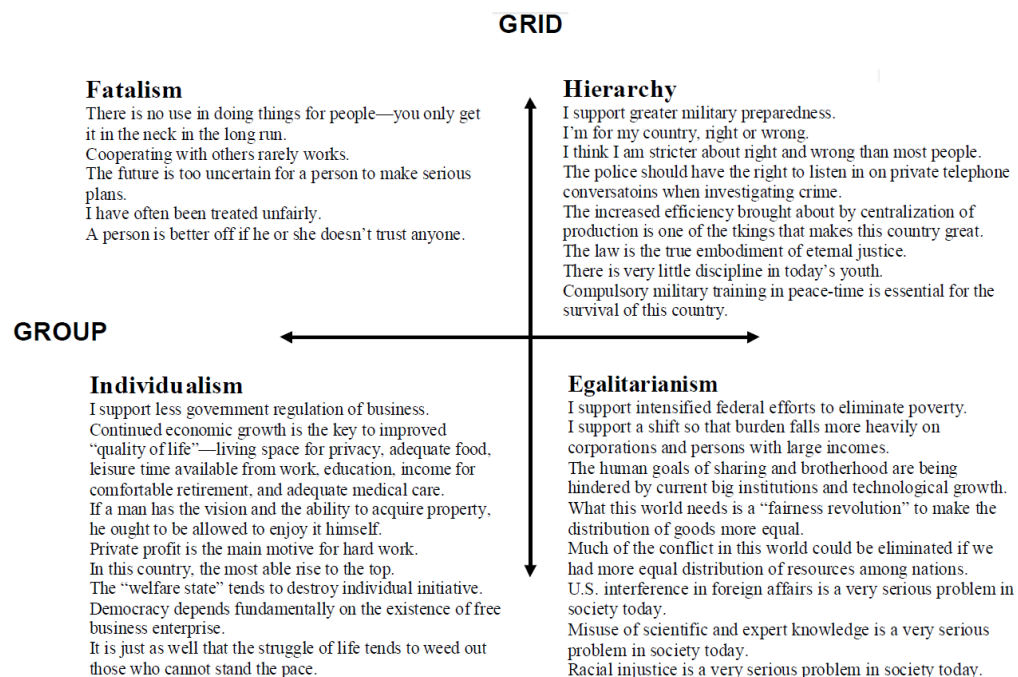 GRID
Fatalism
There is no use in doing things for people—you only get
it in the neck in the long run.
Cooperating with others rarely works.
The future is too uncertain for a person to make serious
plans.
I have often been treated unfairly.
A person is better off if he or she doesn’t trust anyone.
Hierarchy
I support greater military preparedness.
I’m for my country, right or wrong.
I think I am stricter about right and wrong than most people.
The police should have the right to listen in on private telephone
conversatoins when investigating crime.
The increased efficiency brought about by centralization of
production is one of the tkings that makes this country great.
The law is the true embodiment of eternal justice.
There is very little discipline in today’s youth.
Compulsory military training in peace-time is essential for the
survival of this country.
GROUP
Individualism
I support less government regulation of business.
Continued economic growth is the key to improved
“quality of life”—living space for privacy, adequate food,
leisure time available from work, education, income for
comfortable retirement, and adequate medical care.
If a man has the vision and the ability to acquire property,
he ought to be allowed to enjoy it himself.
Private profit is the main motive for hard work.
In this country, the most able rise to the top.
The “welfare state” tends to destroy individual initiative.
Democracy depends fundamentally on the existence of free
business enterprise.
It is just as well that the struggle of life tends to weed out
those who cannot stand the pace.
Egalitarianism
I support intensified federal efforts to eliminate poverty.
I support a shift so that burden falls more heavily on
corporations and persons with large incomes.
The human goals of sharing and brotherhood are being
hindered by current big institutions and technological growth.
What this world needs is a “fairness revolution” to make the
distribution of goods more equal.
Much of the conflict in this world could be eliminated if we
had more equal distribution of resources among nations.
U.S. interference in foreign affairs is a very serious problem in
society today.
Misuse of scientific and expert knowledge is a very serious
problem in society today.
Racial injustice is a very serious problem in society today.